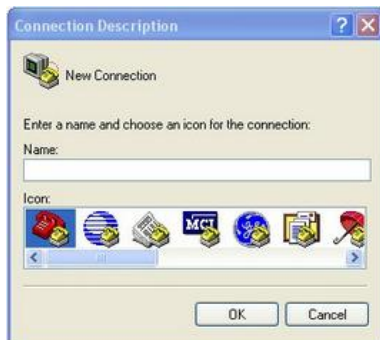 Connection Description
New Connection
Enter a name and choose an icon for the connection:
Name:
Icon:
MCI
OK
Cancel